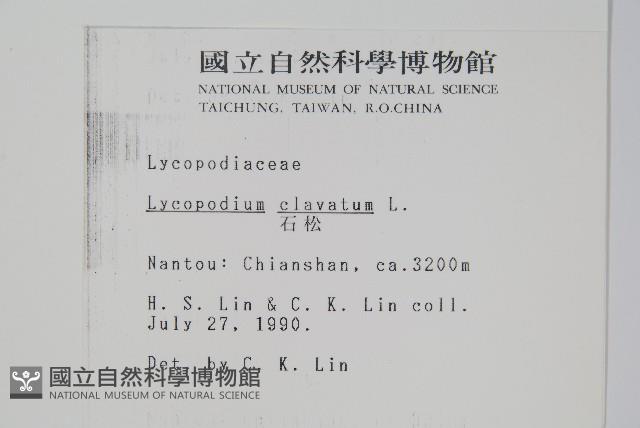 國立自然科學博物館
NATIONAL MUSEUM OF NATURAL SCIENCE
TAICHUNG, TAIWAN, R.O.CHINA
Lycopodiaceae
Lycopodium clavatum L.
石松
Nantou: Chianshan, ca.3200m
H. S. Lin & C. K. Lin coll.
July 27, 1990.
Det. by C. K. Lin
國立自然科學博物館
NATIONAL MUSEUM OF NATURAL SCIENCE